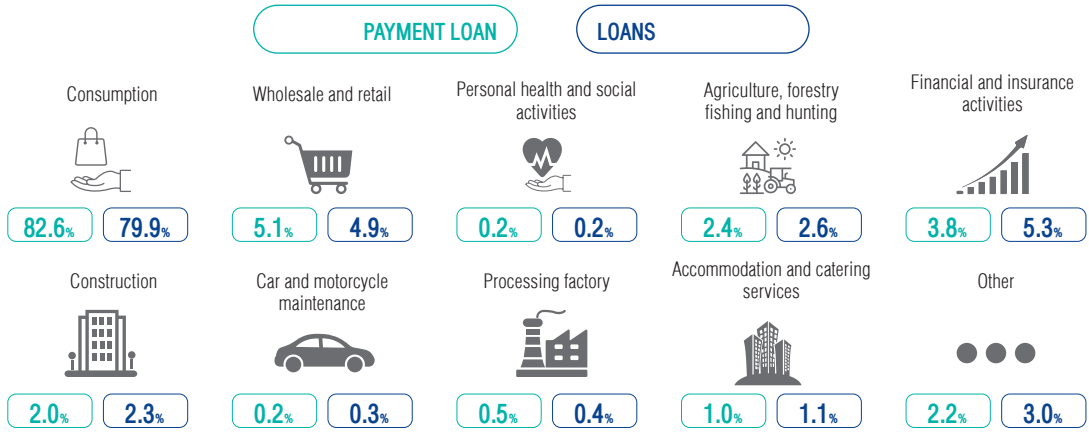 PAYMENT LOAN
LOANS
Consumption
82.6%
79.9%
Wholesale and retail
5.1%
4.9%
Personal health and social
activities
0.2%
0.2%
Agriculture, forestry
fishing and hunting
2.4%
2.6%
Financial and insurance
activities
3.8%
5.3%
Construction
2.0%
2.3%
Car and motorcycle
maintenance
0.2%
0.3%
Processing factory
0.5%
0.4%
Accommodation and catering
services
1.0%
1.1%
Other
2.2%
3.0%